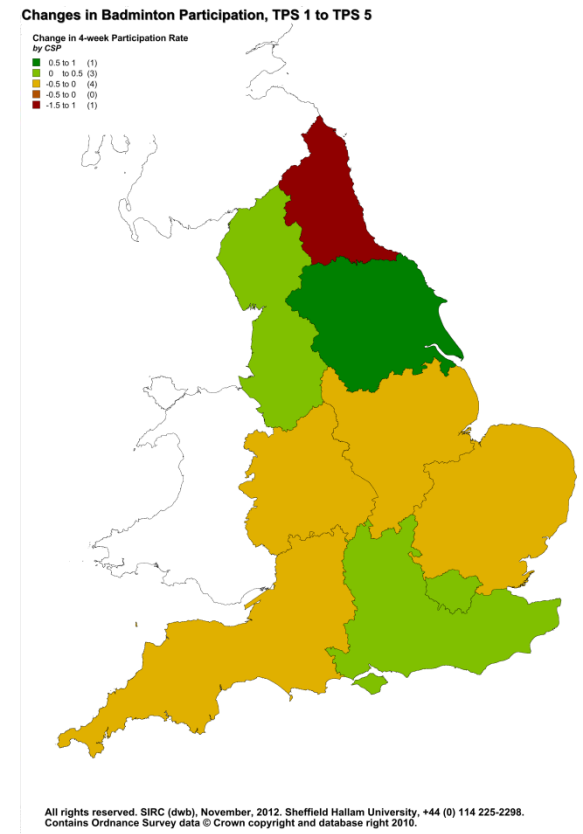 Changes in Badminton Participation, TPS 1 to TPS 5
Change in 4-week Participation Rate
by CSP
0.5 to 1 (1)
0 to 0.5 (3)
-0.5 to 0 (4)
-0.5 to 0 (0)
-1.5 to 1 (1)
All rights reserved. SIRC (dwb), November, 2012. Sheffield Hallam University, +44 (0) 114 225-2298.
Contains Ordnance Survey data © Crown copyright and database right 2010.